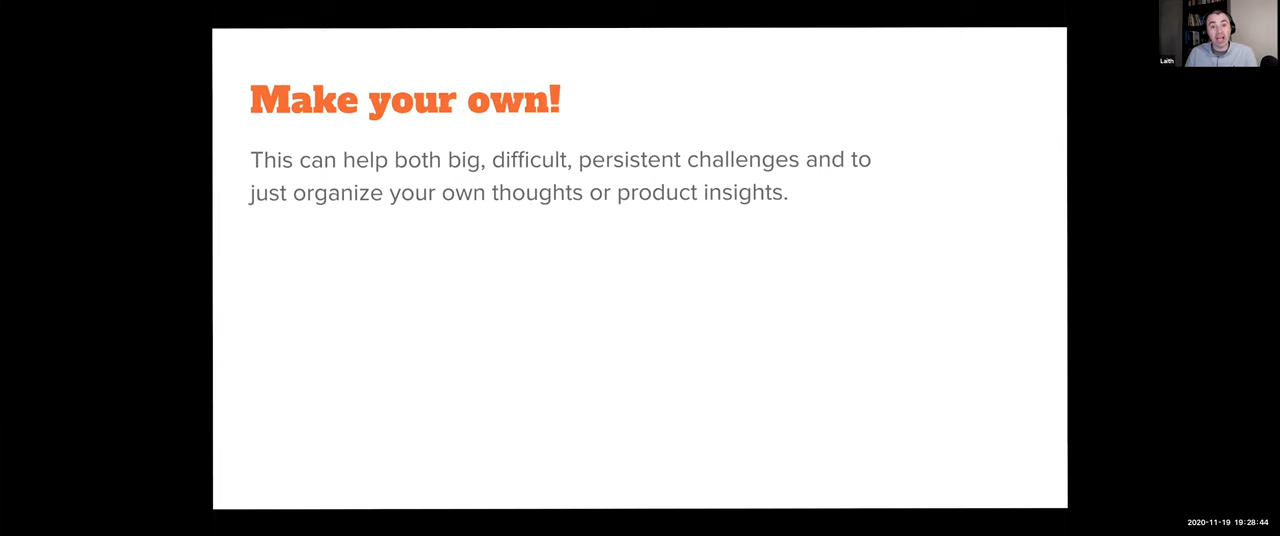 Make your own!
This can help both big, difficult, persistent challenges and to
just organize your own thoughts or product insights.
Laith
2020-11-19 19:28:44